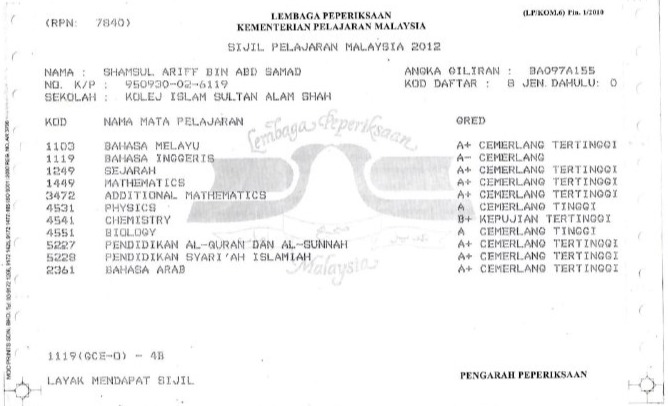 (LP/KOM.6) Pin. 1/2010
(RPN: 7840)
LEMBAGA PEPERIKSAAN
KEMENTERIAN PELAJARAN MALAYSIA
SIJIL PELAJARAN MALAYSIA 2012
NAMA : SHAMSUL ARIFF BIN ABD SAMAD ANGKA GILIRAN : BA097A155
NO. K/P : 950930-02-6119 KOD DAFTAR : 8 JEN. DAHULU: 0
SEKOLAH : KOLEJ ISLAM SULTAN ALAM SHAH
KOD NAMA MATA PELAJARAN GRED
1103 BAHASA MELAYU A+ CEMERLANG TERTINGGI
1119 BAHASA INGGERIS A- CEMERLANG
1249 SEJARAH A+ CEMERLANG TERTINGGI
1449 MATHEMATICS A+ CEMERLANG TERTINGGI
3472 ADDITIONAL MATHEMATICS A+ CEMERLANG TERTINGGI
4531 PHYSICS A CEMERLANG TINGGI
4541 CHEMISTRY B+ KEPUJIAN TERTINGGI
4551 BIOLOGY A CEMERLANG TINGGI
5227 PENDIDIKAN AL-QURAN DAN AL-SUNNAH A+ CEMERLANG TERTINGGI
5228 PENDIDIKAN SYARI'AH ISLAMIAH A+ CEMERLANG TERTINGGI
2361 BAHASA ARAB A+ CEMERLANG TERTINGGI
Lembaga Peperiksaan
Malaysia
1119(GCE-O) - 4B
LAYAK MENDAPAT SIJIL
PENGARAH PEPERIKSAAN